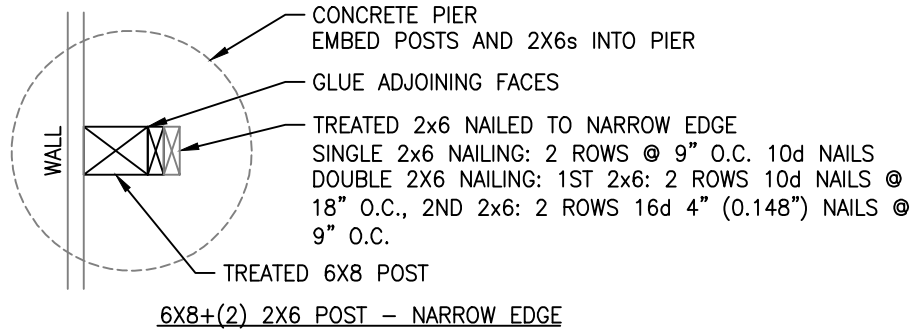 CONCRETE PIER
EMBED POSTS AND 2X6s INTO PIER
GLUE ADJOINING FACES
WALL
TREATED 2x6 NAILED TO NARROW EDGE
SINGLE 2x6 NAILING: 2 ROWS @ 9” O.C. 10d NAILS
DOUBLE 2X6 NAILING: 1ST 2x6: 2 ROWS 10d NAILS @
18” O.C., 2ND 2x6: 2 ROWS 16d 4” (0.148”) NAILS @
9” O.C.
TREATED 6X8 POST
6X8+(2) 2X6 POST – NARROW EDGE